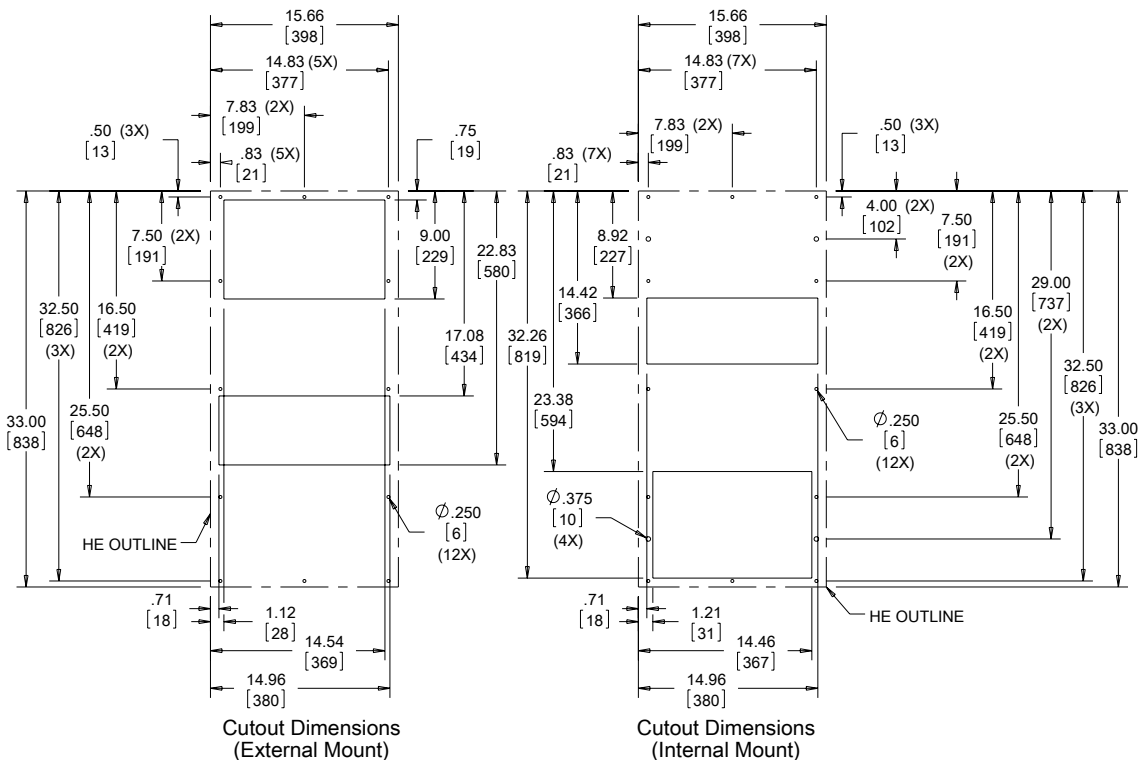 15.66
[398]
14.83 (5X)
[377]
7.83 (2X)
[199]
.50 (3X)
[13]
.83 (5X)
[21]
.75
[19]
7.50 (2X)
[191]
9.00
[229]
22.83
[580]
32.50
[826]
(3X)
16.50
[419]
(2X)
17.08
[434]
33.00
[838]
25.50
[648]
(2X)
Ø.250
[6]
(12X)
HE OUTLINE
.71
[18]
1.12
[28]
14.54
[369]
14.96
[380]
Cutout Dimensions
(External Mount)
15.66
[398]
14.83 (7X)
[377]
7.83 (2X)
[199]
.50 (3X)
[13]
.83 (7X)
[21]
4.00 (2X)
[102]
8.92
[227]
7.50
[191]
(2X)
14.42
[366]
29.00
[737]
(2X)
32.26
[819]
16.50
[419]
(2X)
32.50
[826]
(3X)
23.38
[594]
25.50
[648]
(2X)
33.00
[838]
Ø.250
[6]
(12X)
Ø.375
[10]
(4X)
.71
[18]
1.21
[31]
HE OUTLINE
14.46
[367]
14.96
[380]
Cutout Dimensions
(Internal Mount)